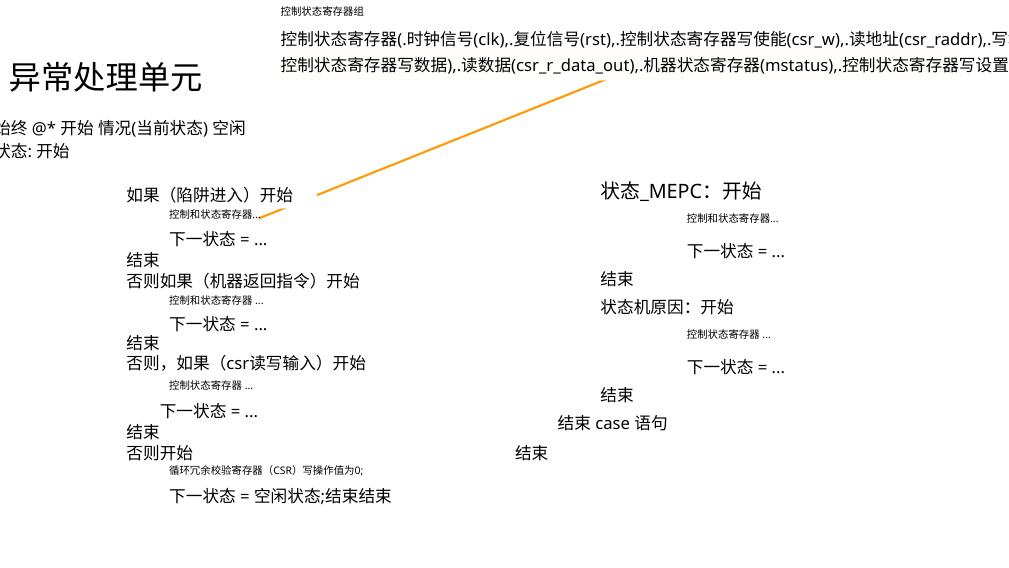 控制状态寄存器组
控制状态寄存器(.时钟信号(clk),.复位信号(rst),.控制状态寄存器写使能(csr_w),.读地址(csr_raddr),.写
控制状态寄存器写数据),.读数据(csr_r_data_out),.机器状态寄存器(mstatus),.控制状态寄存器写设置
异常处理单元
始终 @* 开始 情况(当前状态) 空闲
状态: 开始
如果（陷阱进入）开始
控制和状态寄存器...
下一状态 = ...
结束
否则如果（机器返回指令）开始
控制和状态寄存器 ...
下一状态 = ...
结束
否则，如果（csr读写输入）开始
控制状态寄存器 ...
下一状态 = ...
结束
否则开始
循环冗余校验寄存器（CSR）写操作值为0;
下一状态 = 空闲状态;结束结束
状态_MEPC：开始
控制和状态寄存器...
下一状态 = ...
结束
状态机原因：开始
控制状态寄存器 ...
下一状态 = ...
结束
结束 case 语句
结束